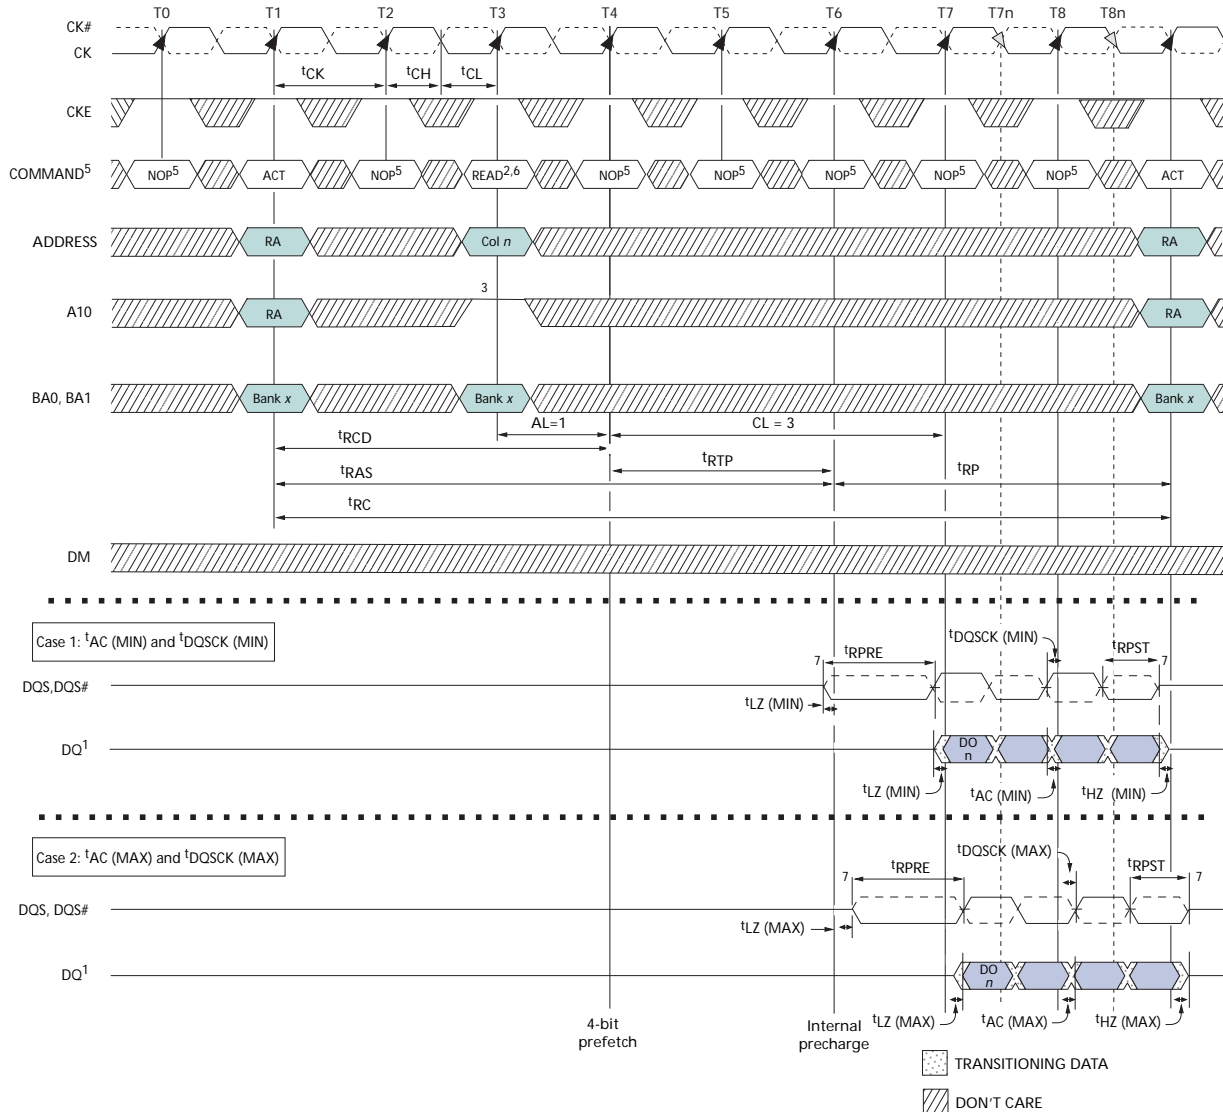 T0 T1 T2 T3 T4 T5 T6 T7 T7n T8 T8n
CK#
CK
tCK tCH tCL
CKE
COMMAND5 NOP5 ACT NOP5 READ2,6 NOP5 NOP5 NOP5 NOP5 NOP5 ACT
ADDRESS RA Col n RA
3
A10 RA RA
BA0, BA1 Bank x Bank x Bank x
AL=1 CL = 3
tRCD
tRTP
tRAS tRP
tRC
DM
Case 1: tAC (MIN) and tDQSCK (MIN)
tDQSCK (MIN)
7 tRPRE tRPST 7
DQS,DQS#
tLZ (MIN)
DQ1 DO
n
tLZ (MIN) tAC (MIN) tHZ (MIN)
Case 2: tAC (MAX) and tDQSCK (MAX)
tDQSCK (MAX)
7 tRPRE tRPST 7
DQS, DQS#
tLZ (MAX)
DQ1 DO
n
tLZ (MAX) tAC (MAX) tHZ (MAX)
4-bit
prefetch
Internal
precharge
TRANSITIONING DATA
DON'T CARE